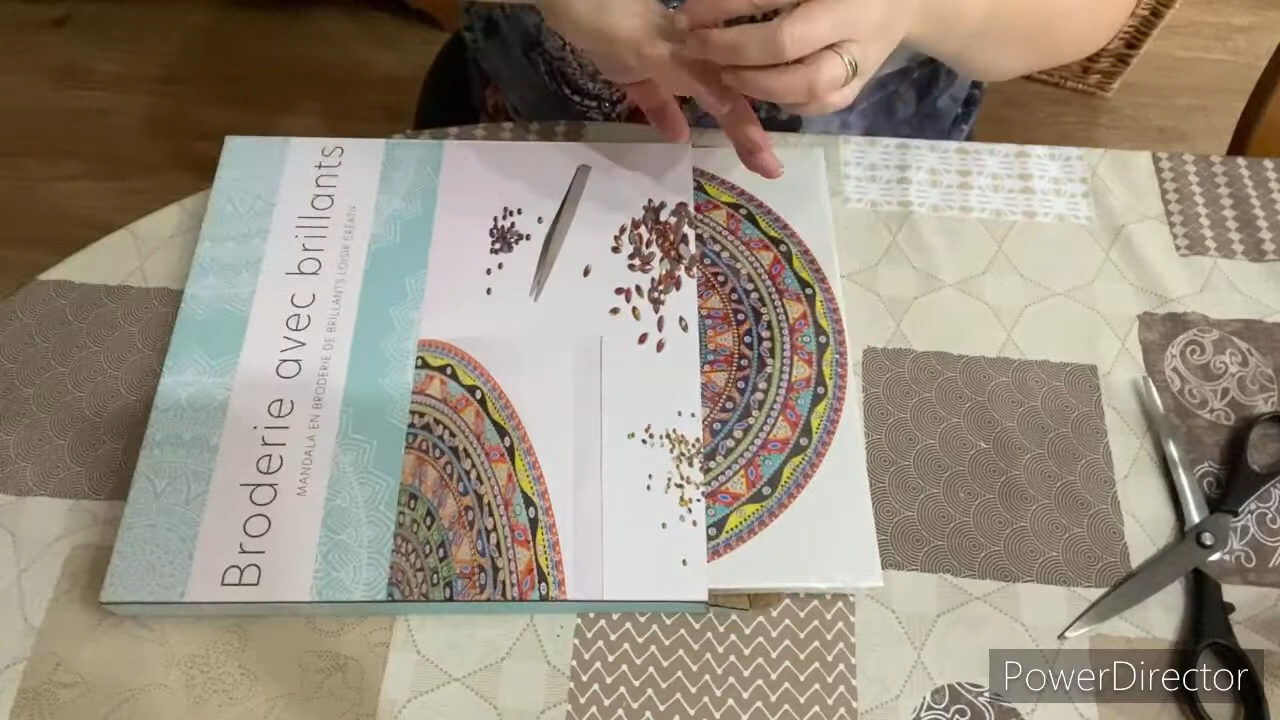 Broderie avec brillants
MANDALA EN BRODERIE DE BRILLANTS LOISIR CRÉATIF
PowerDirector